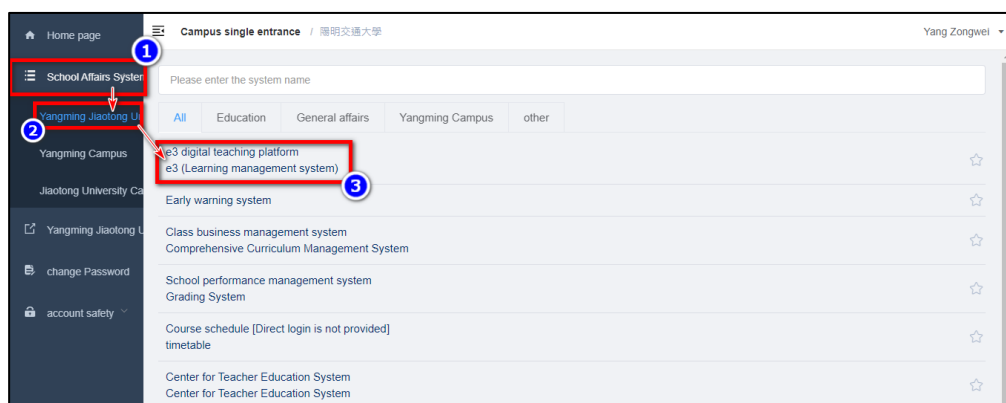 Home page
Campus single entrance / 陽明交通大學
Yang Zongwei
1
School Affairs System
Please enter the system name
Yangming Jiaotong Un
2
All
Education
General affairs
Yangming Campus
other
Yangming Campus
e3 digital teaching platform
e3 (Learning management system)
3
Jiaotong University Ca
Early warning system
Yangming Jiaotong U
Class business management system
Comprehensive Curriculum Management System
change Password
School performance management system
Grading System
account safety
Course schedule [Direct login is not provided]
timetable
Center for Teacher Education System
Center for Teacher Education System